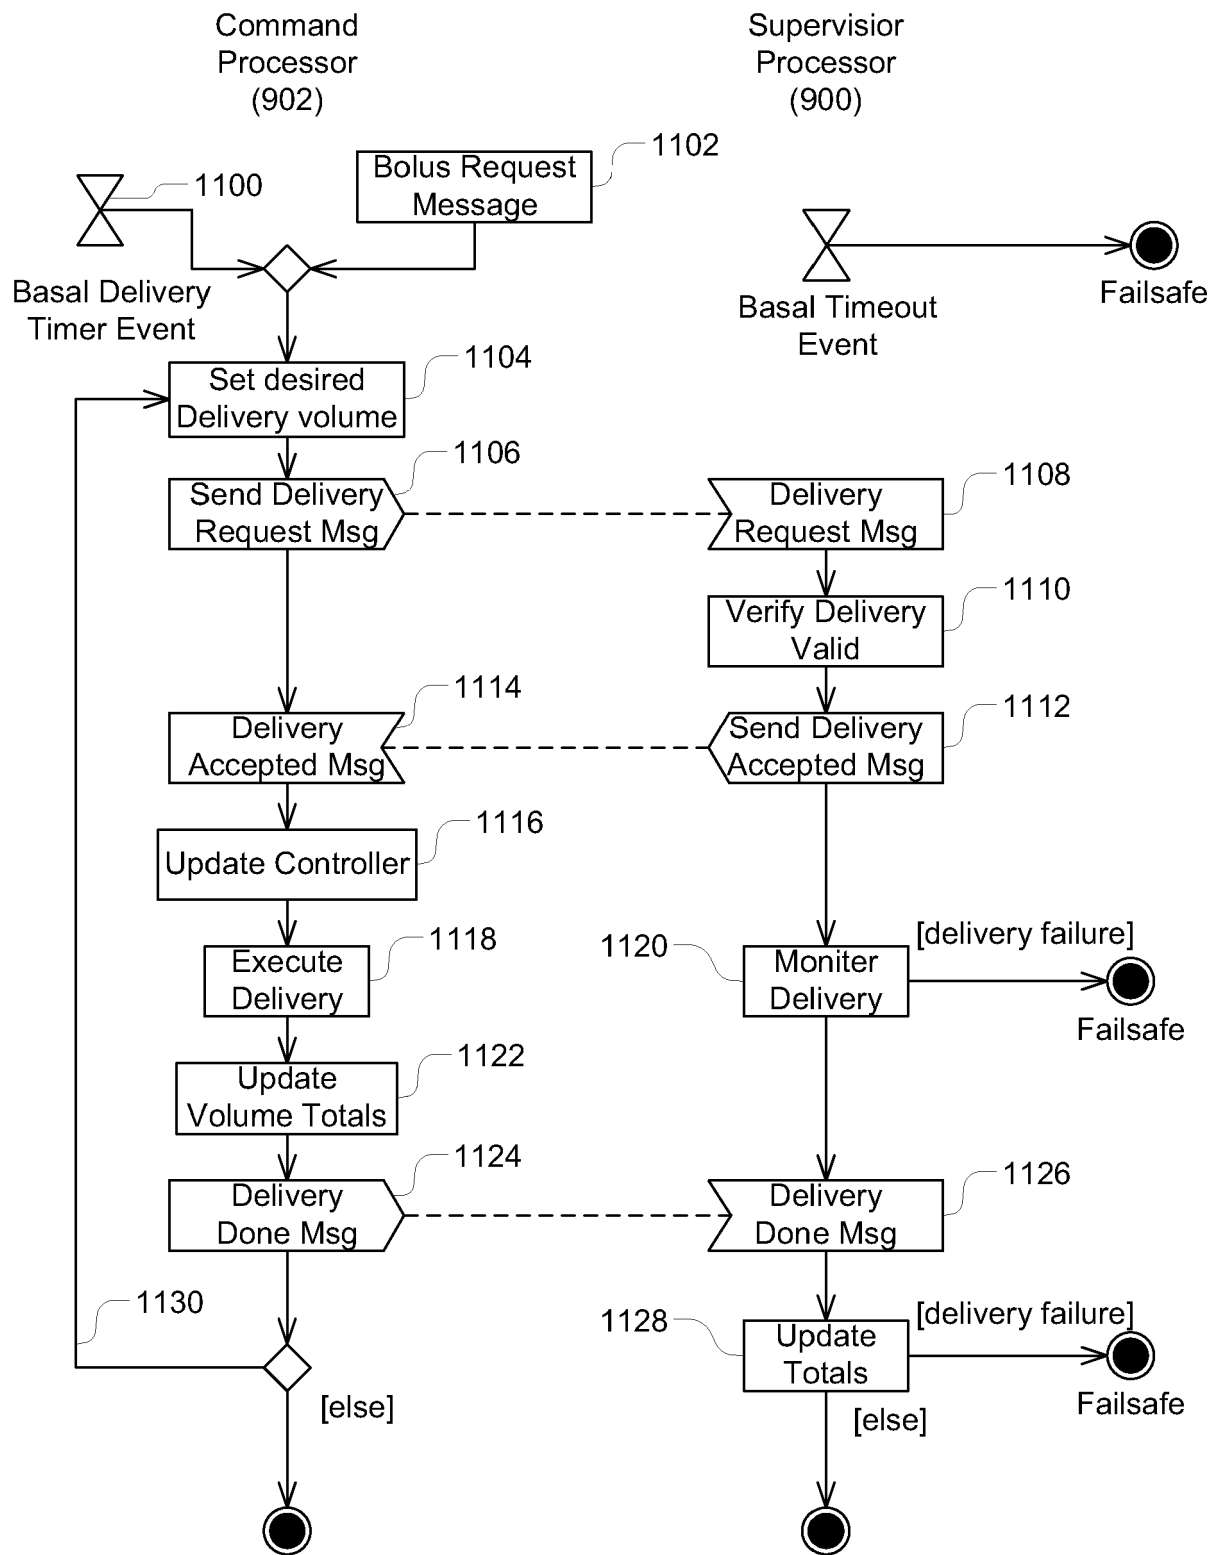 Command
Processor
(902)
Supervisior
Processor
(900)
1100
Bolus Request
Message
1102
Basal Delivery
Timer Event
Basal Timeout
Event
Failsafe
Set desired
Delivery volume
1104
Send Delivery
Request Msg
1106
Delivery
Request Msg
1108
Verify Delivery
Valid
1110
Delivery
Accepted Msg
1114
Send Delivery
Accepted Msg
1112
Update Controller
1116
Execute
Delivery
1118
1120
Moniter
Delivery
[delivery failure]
Failsafe
Update
Volume Totals
1122
Delivery
Done Msg
1124
Delivery
Done Msg
1126
1130
[else]
1128
Update
Totals
[delivery failure]
Failsafe
[else]